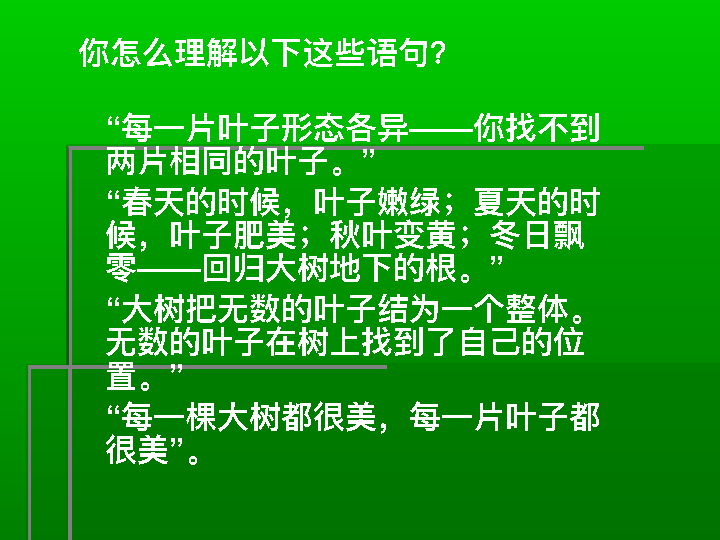 你怎么理解以下这些语句？
“每一片叶子形态各异——你找不到
两片相同的叶子。”
“春天的时候，叶子嫩绿；夏天的时
候，叶子肥美；秋叶变黄；冬日飘
零——回归大树地下的根。”
“大树把无数的叶子结为一个整体。
无数的叶子在树上找到了自己的位
置。”
“每一棵大树都很美，每一片叶子都
很美”。